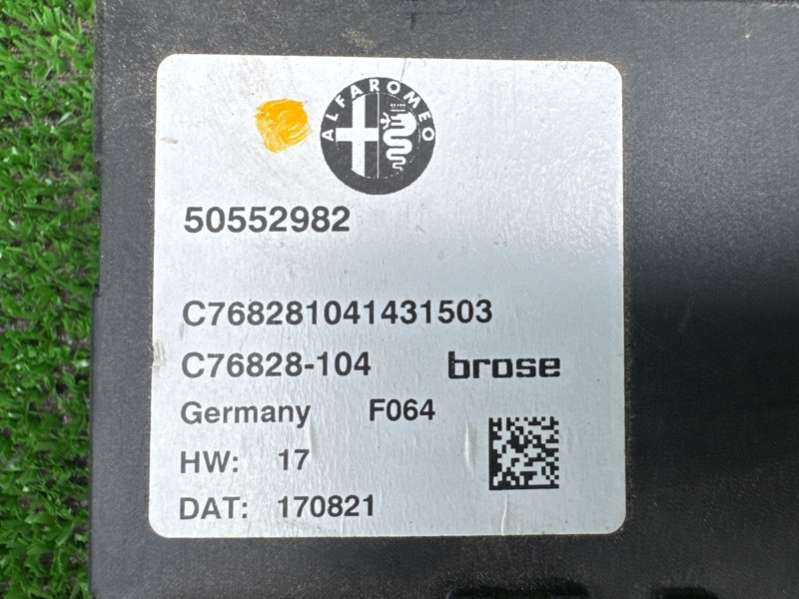 ALFA ROMEO
50552982
C768281041431503
C76828-104 brose
Germany F064
HW: 17
DAT: 170821